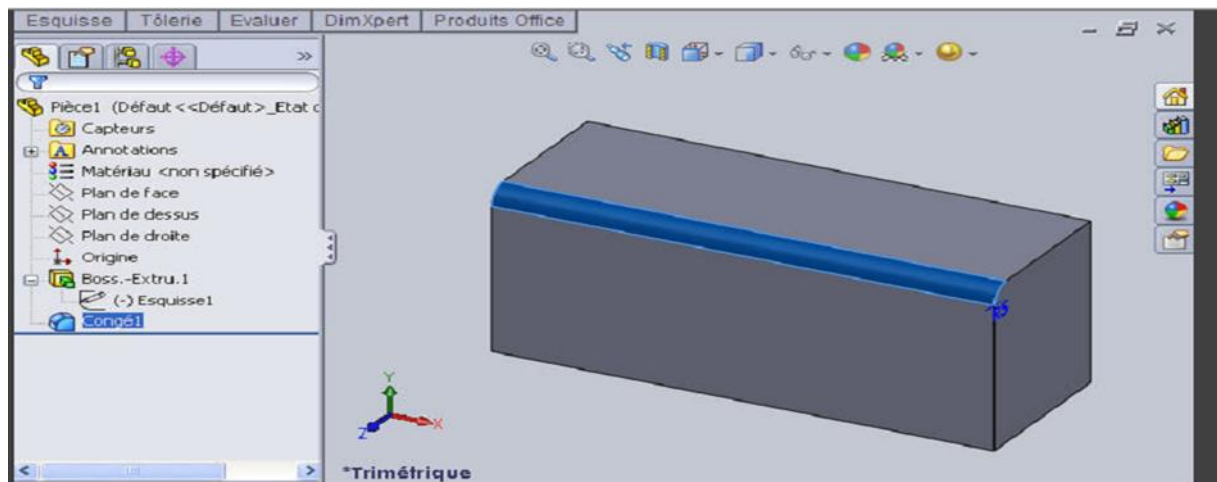 Esquisse Tôlerie Evaluer DimXpert Produits Office
Pièce1 (Défaut<<Défaut>_Etat c
Capteurs
Annotations
Matériau <non spécifié>
Plan de face
Plan de dessus
Plan de droite
Origine
Boss.-Extru.1
(-) Esquisse1
Congé1
Y
X
Z
*Trimétrique